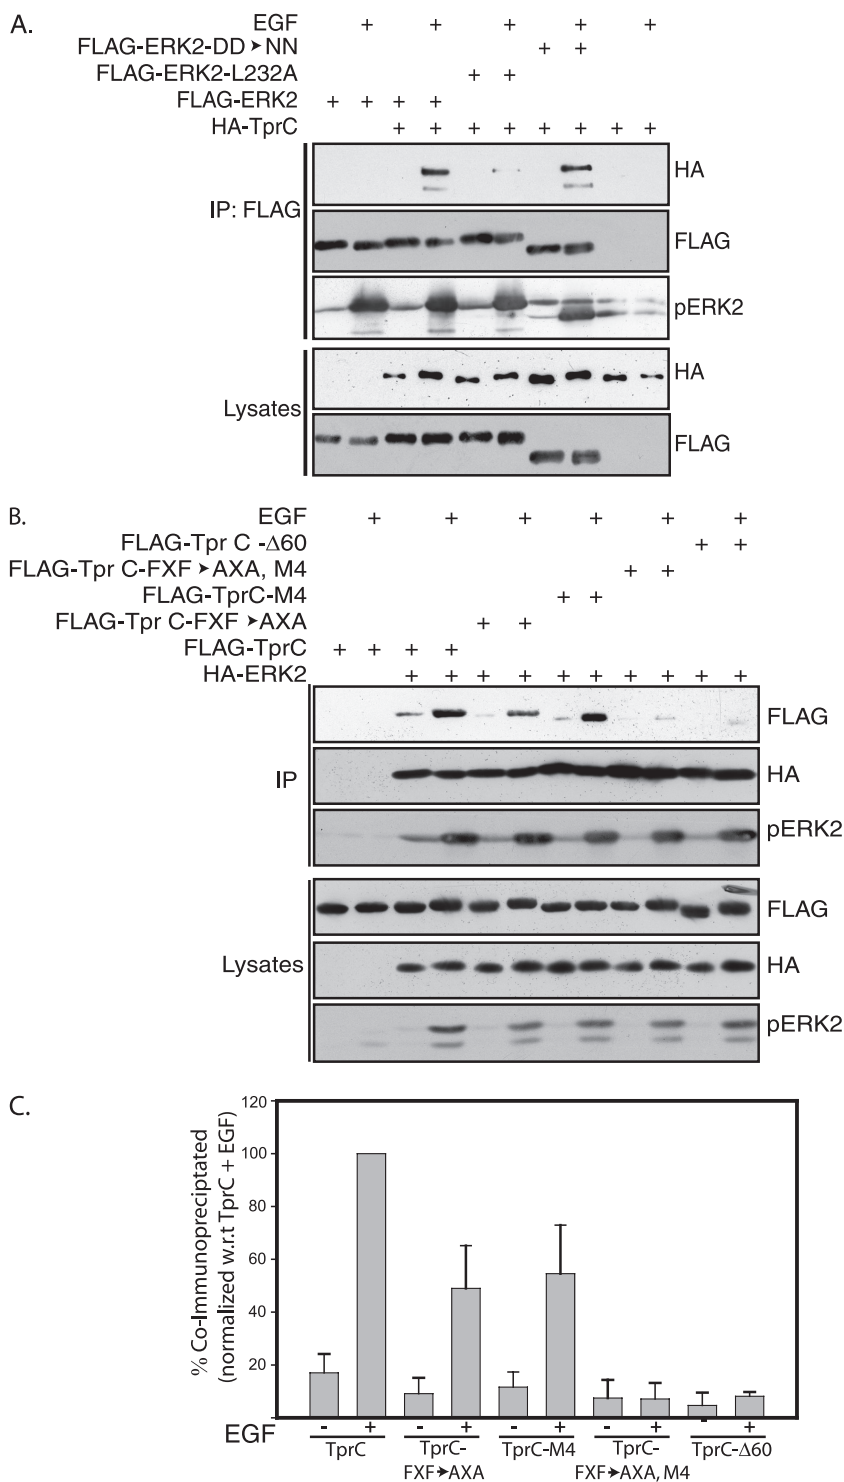 A.
EGF + + + + +
FLAG-ERK2-DD➤NN + +
FLAG-ERK2-L232A + +
FLAG-ERK2 + + + +
HA-TprC + + + + + + + +
IP: FLAG
HA
FLAG
pERK2
Lysates
HA
FLAG
B.
EGF + + + + + +
FLAG-Tpr C -Δ60 + +
FLAG-Tpr C-FXF➤AXA, M4 + +
FLAG-TprC-M4 + +
FLAG-Tpr C-FXF➤AXA + +
FLAG-TprC + + + +
HA-ERK2 + + + + + + + + + +
IP
FLAG
HA
pERK2
Lysates
FLAG
HA
pERK2
C.
% Co-Immunopreciptated
(normalized w.r.t TprC + EGF)
120
100
80
60
40
20
EGF - + - + - + - + - +
TprC
TprC-
FXF➔AXA
TprC-M4
TprC-
FXF➔AXA, M4
TprC-Δ60